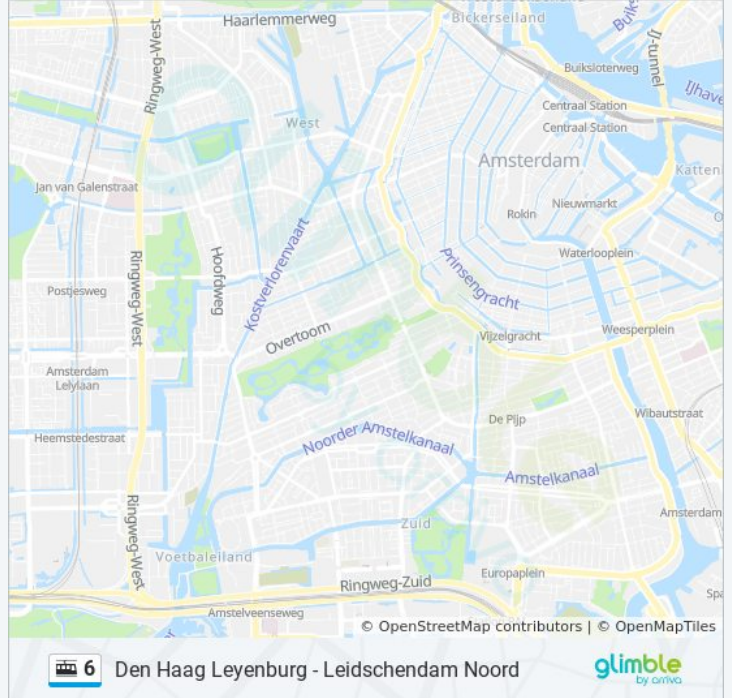 Haarlemmerweg
Bickerseiland
Buiksloterweg
IJ-tunnel
Ringweg-West
Centraal Station
Centraal Station
West
Amsterdam
Jan van Galenstraat
Rokin
Nieuwmarkt
Waterlooplein
Hoofdweg
Kostverlorenvaart
Prinsengracht
Ringweg-West
Postjesweg
Overtoom
Vijzelgracht
Weesperplein
Amsterdam
Lelylaan
De Pijp
Wibautstraat
Heemstedestraat
Noorder Amstelkanaal
Amstelkanaal
Ringweg-West
Amsterdam
Zuid
Voetbaleiland
Europaplein
Ringweg-Zuid
Amstelveenseweg
© OpenStreetMap contributors | © OpenMapTiles
6 Den Haag Leyenburg - Leidschendam Noord
glimble
by arriva